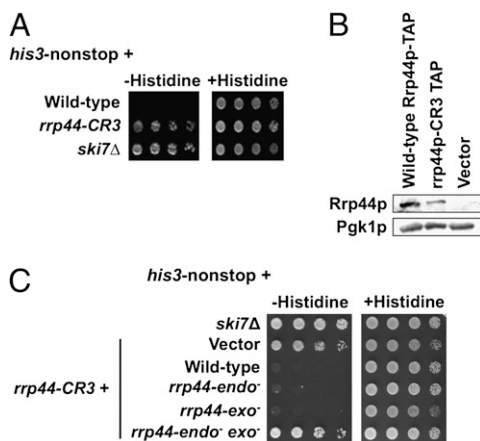 A
his3-nonstop +
-Histidine +Histidine
Wild-type
rrp44-CR3
ski7Δ
B
Wild-type Rrp44p-TAP
rrp44p-CR3 TAP
Vector
Rrp44p
Pgk1p
C
his3-nonstop +
-Histidine +Histidine
ski7Δ
Vector
Wild-type
rrp44-CR3 +
rrp44-endo-
rrp44-exo-
rrp44-endo- exo-